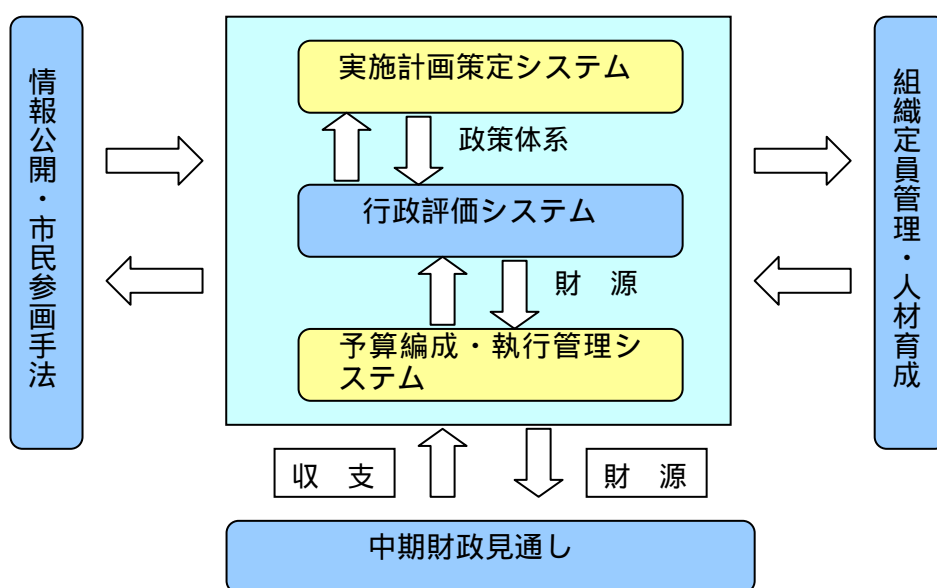 実施計画策定システム
情報公開・市民参画手法
組織定員管理・人材育成
政策体系
行政評価システム
財　源
予算編成・執行管理シ
ステム
収　支
財　源
中期財政見通し